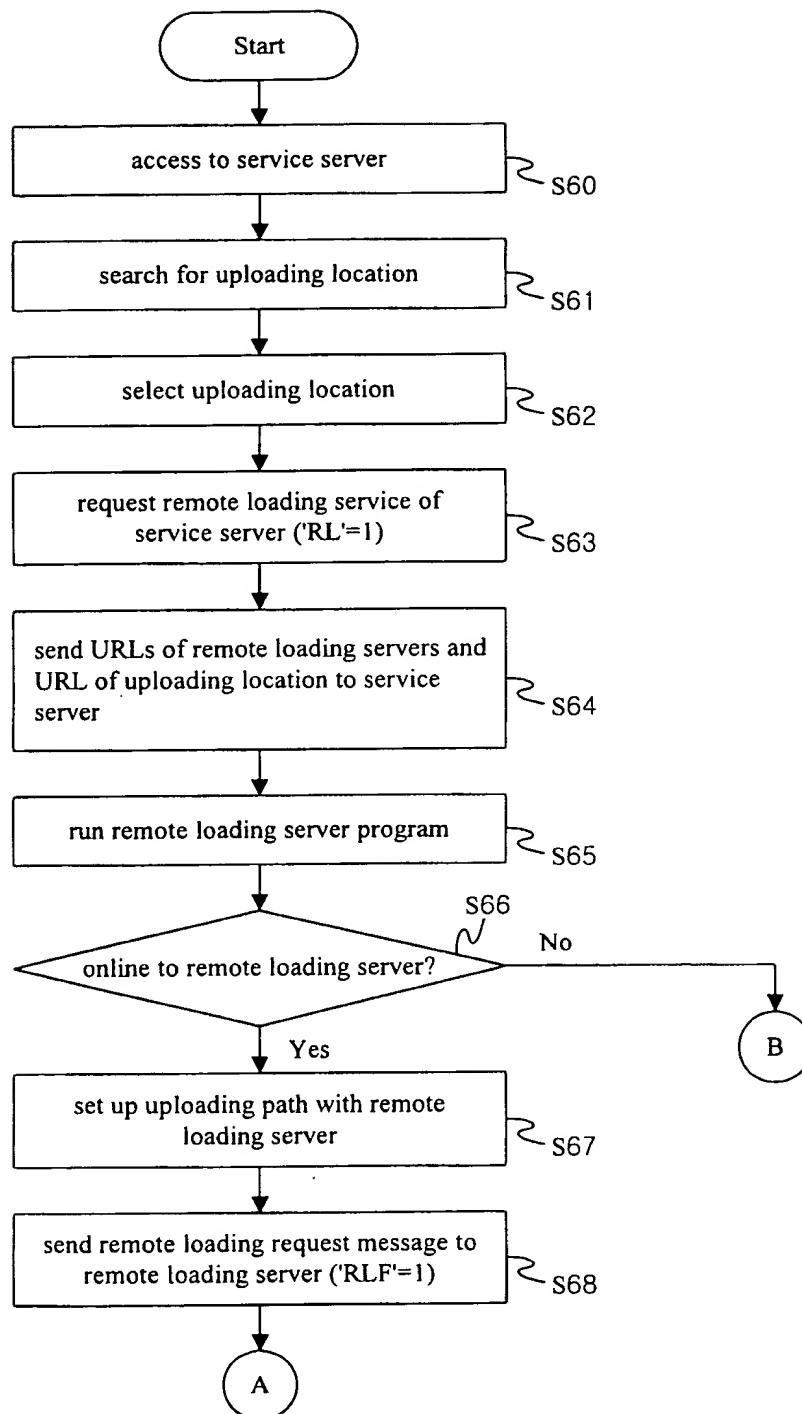 Start
access to service server
S60
search for uploading location
S61
select uploading location
S62
request remote loading service of
service server ('RL'=1)
S63
send URLs of remote loading servers and
URL of uploading location to service
server
S64
run remote loading server program
S65
S66
online to remote loading server?
No
B
Yes
set up uploading path with remote
loading server
S67
send remote loading request message to
remote loading server ('RLF'=1)
S68
A